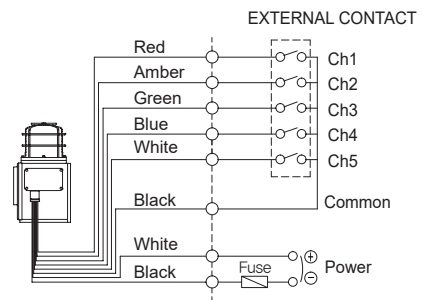 EXTERNAL CONTACT
Red Ch1
Amber Ch2
Green Ch3
Blue Ch4
White Ch5
Black Common
White ⊕
Power
Black Fuse ⊖